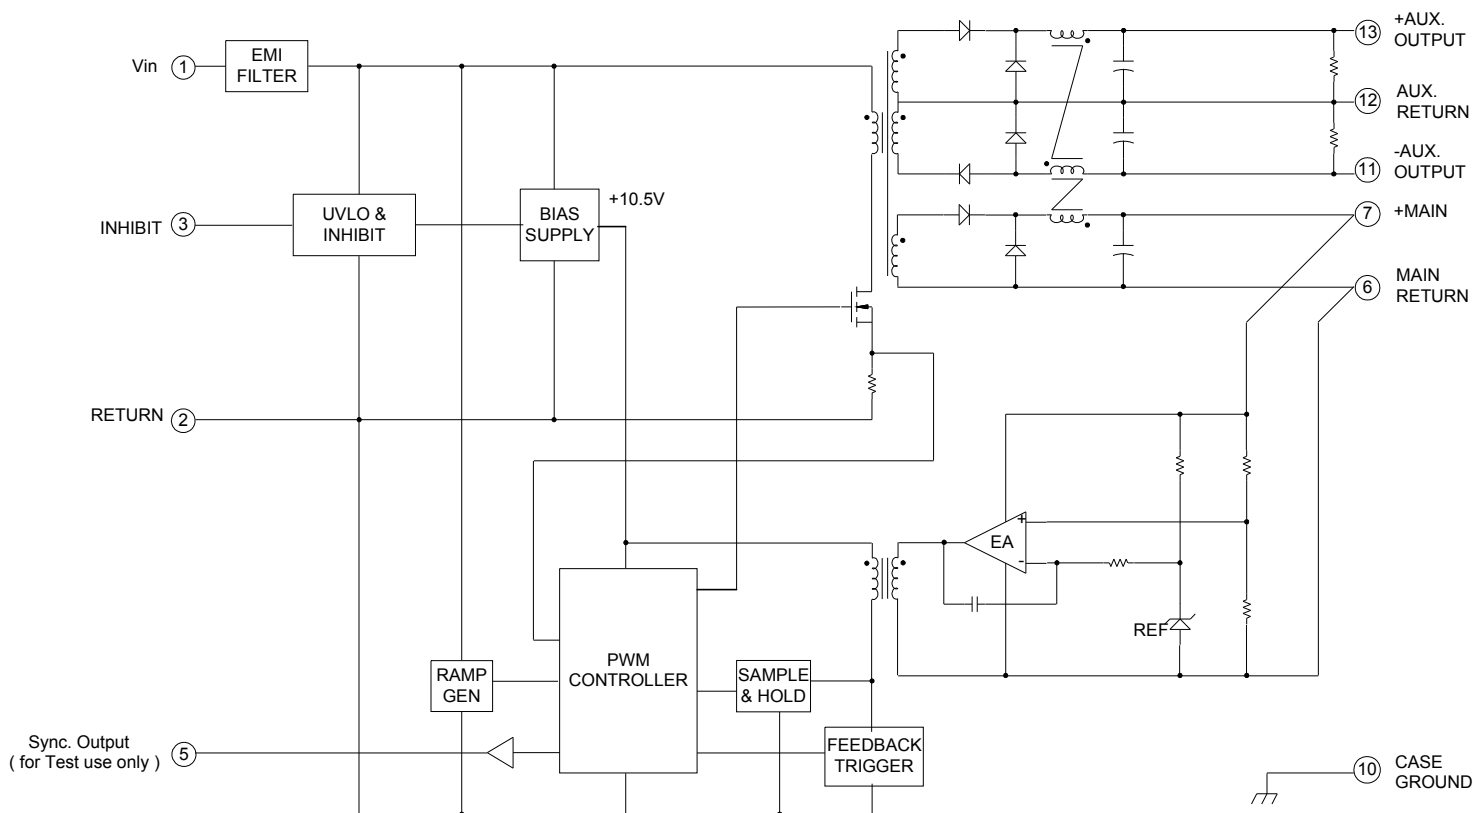 +AUX.
OUTPUT
13
Vin
1
EMI
FILTER
AUX.
RETURN
12
-AUX.
OUTPUT
11
+10.5V
INHIBIT
3
UVLO &
INHIBIT
BIAS
SUPPLY
7
+MAIN
MAIN
RETURN
6
RETURN
2
+
EA
-
REF
RAMP
GEN
PWM
CONTROLLER
SAMPLE
& HOLD
Sync. Output
( for Test use only )
5
FEEDBACK
TRIGGER
10
CASE
GROUND